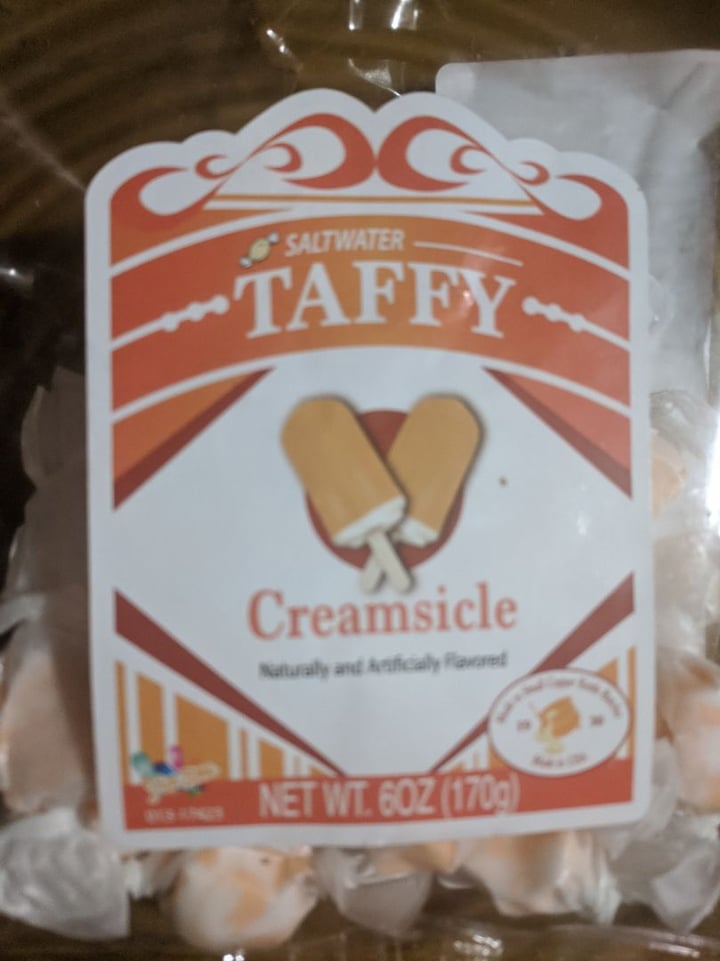 SALTWATER
TAFFY
Creamsicle
Naturally and Artificially Flavored
NET WT. 6OZ (170g)